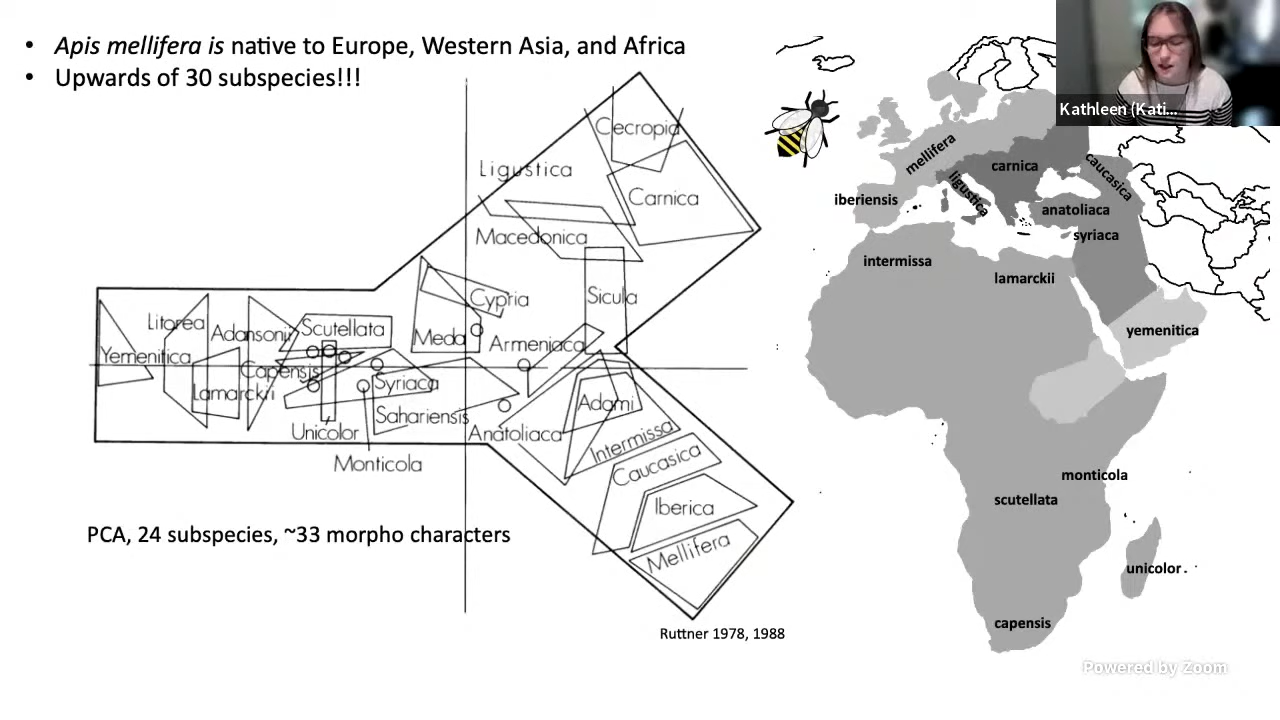 • Apis mellifera is native to Europe, Western Asia, and Africa
• Upwards of 30 subspecies!!!
Cecropia
Ligustica
Carnica
Macedonica
Cypria
Sicula
Litorea
Adansonii
Scutellata
Meda
Armeniaca
Yemenitica
Capensis
Lamarckii
Syriaca
Sahariensis
Adami
Unicolor
Anatoliaca
Intermissa
Monticola
Caucasica
Iberica
Mellifera
PCA, 24 subspecies, ~33 morpho characters
Ruttner 1978, 1988
Kathleen (Kati...
mellifera
carnica
caucasica
ligustica
iberiensis
anatoliaca
syriaca
intermissa
lamarckii
yemenitica
monticola
scutellata
unicolor
capensis
Powered by Zoom